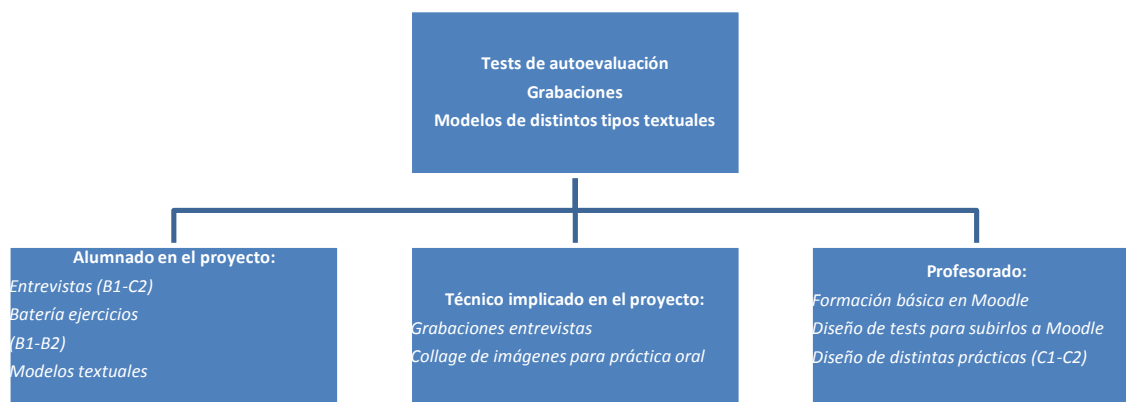 Tests de autoevaluación
Grabaciones
Modelos de distintos tipos textuales
Alumnado en el proyecto:
Entrevistas (B1-C2)
Batería ejercicios
(B1-B2)
Modelos textuales
Técnico implicado en el proyecto:
Grabaciones entrevistas
Collage de imágenes para práctica oral
Profesorado:
Formación básica en Moodle
Diseño de tests para subirlos a Moodle
Diseño de distintas prácticas (C1-C2)